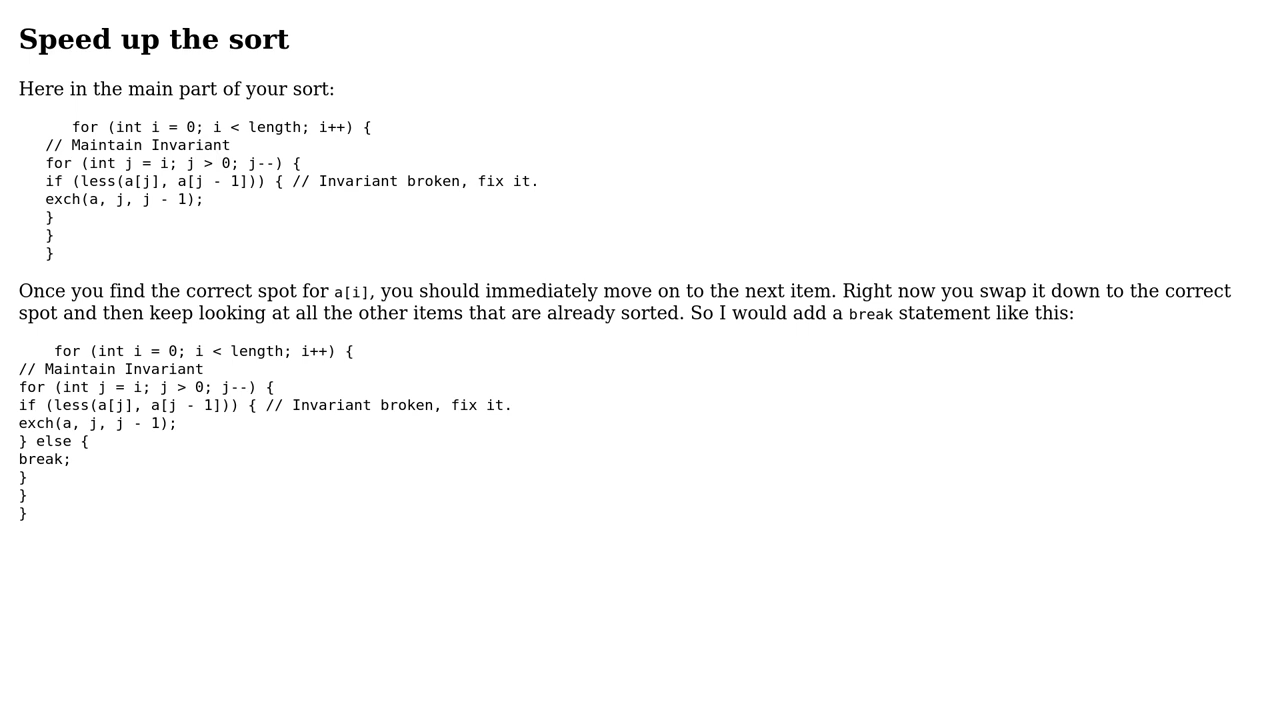 Speed up the sort
Here in the main part of your sort:
for (int i = 0; i < length; i++) {
// Maintain Invariant
for (int j = i; j > 0; j--) {
if (less(a[j], a[j - 1])) { // Invariant broken, fix it.
exch(a, j, j - 1);
}
}
}
Once you find the correct spot for a[i], you should immediately move on to the next item. Right now you swap it down to the correct
spot and then keep looking at all the other items that are already sorted. So I would add a break statement like this:
for (int i = 0; i < length; i++) {
// Maintain Invariant
for (int j = i; j > 0; j--) {
if (less(a[j], a[j - 1])) { // Invariant broken, fix it.
exch(a, j, j - 1);
} else {
break;
}
}
}